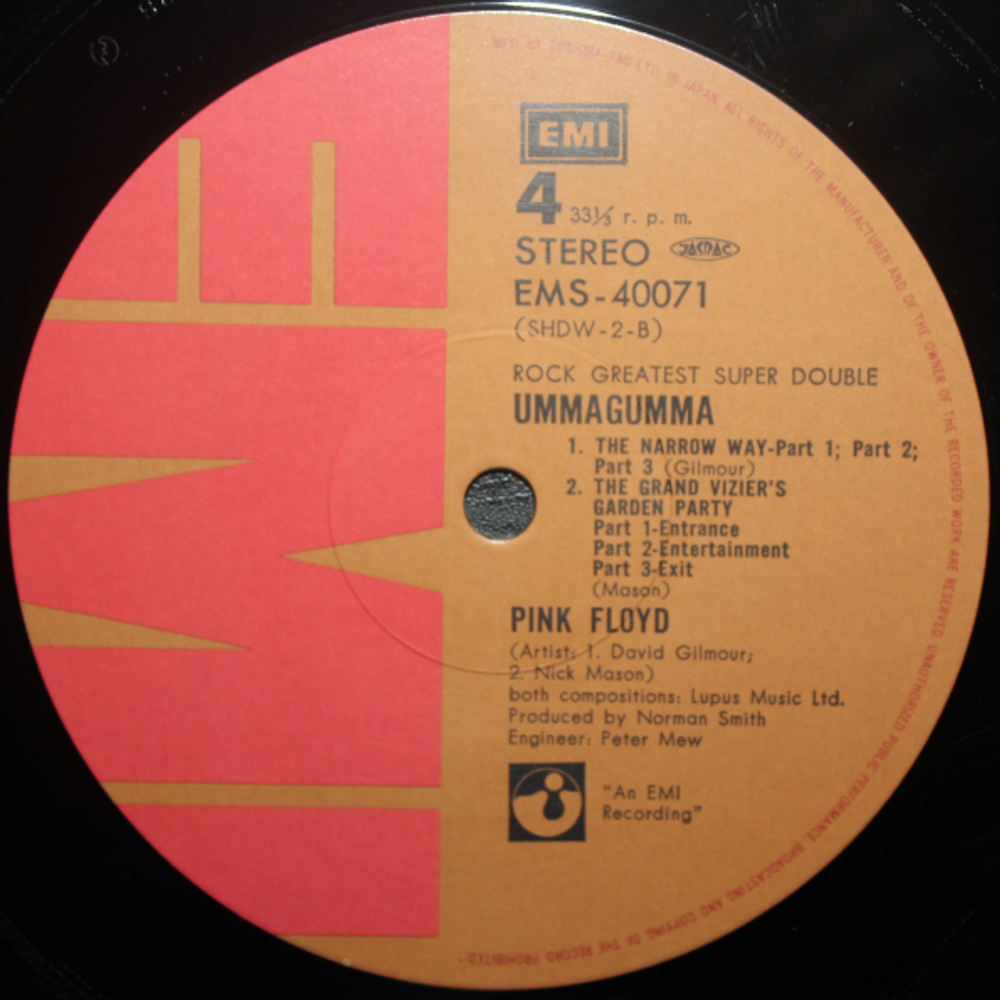 EMI
4 33⅓ r. p. m.
STEREO JASRAC
EMS-40071
(SHDW-2-B)
ROCK GREATEST SUPER DOUBLE
UMMAGUMMA
1. THE NARROW WAY-Part 1; Part 2;
Part 3 (Gilmour)
2. THE GRAND VIZIER'S
GARDEN PARTY
Part 1-Entrance
Part 2-Entertainment
Part 3-Exit
(Mason)
PINK FLOYD
(Artist: 1. David Gilmour;
2. Nick Mason)
both compositions: Lupus Music Ltd.
Produced by Norman Smith
Engineer: Peter Mew
"An EMI
Recording"
MFD. BY TOSHIBA-EMI LTD. IN JAPAN ALL RIGHTS OF THE MANUFACTURER AND OF THE OWNER OF THE RECORDED WORK ARE RESERVED UNAUTHORIZED PUBLIC PERFORMANCE BROADCASTING AND COPYING OF THE RECORD PROHIBITED
EMI